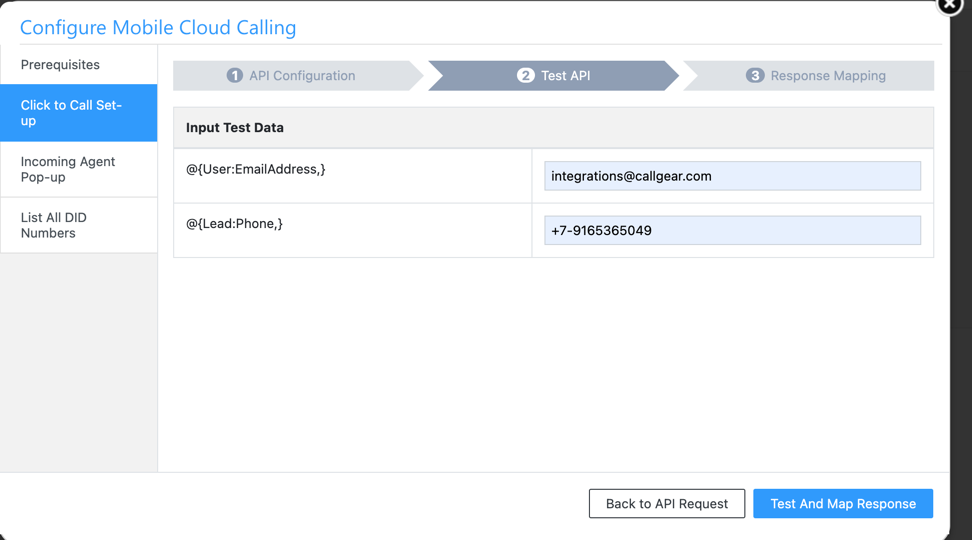 Configure Mobile Cloud Calling
Prerequisites
Click to Call Set-
up
Incoming Agent
Pop-up
List All DID
Numbers
1 API Configuration
2 Test API
3 Response Mapping
Input Test Data
@{User:EmailAddress,}
integrations@callgear.com
@{Lead:Phone,}
+7-9165365049
Back to API Request
Test And Map Response